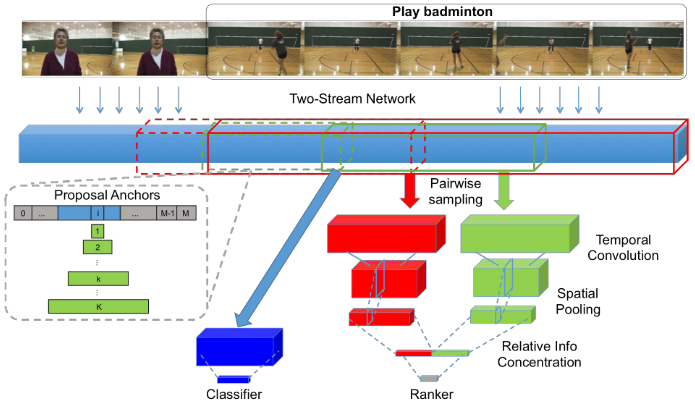 Play badminton
Two-Stream Network
Proposal Anchors
0 ... i ... M-1 M
1
2
⋮
k
⋮
K
Pairwise
sampling
Temporal
Convolution
Spatial
Pooling
Relative Info
Concentration
Classifier
Ranker